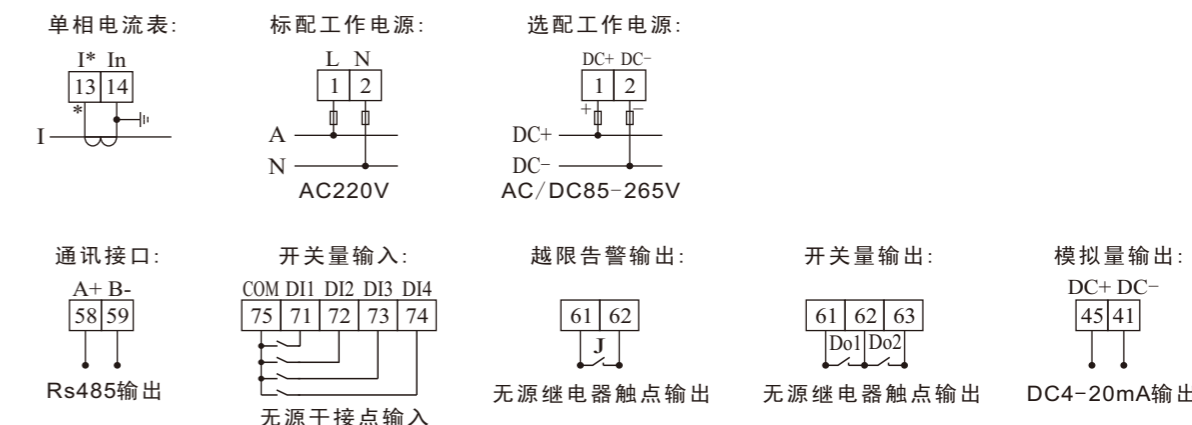 单相电流表:
I* In
13 14
*
I
标配工作电源:
L N
1 2
A
N
AC220V
选配工作电源:
DC+ DC-
1 2
+ -
DC+
DC-
AC/DC85-265V
通讯接口:
A+ B-
58 59
Rs485输出
开关量输入:
COM DI1 DI2 DI3 DI4
75 71 72 73 74
无源干接点输入
越限告警输出:
61 62
J
无源继电器触点输出
开关量输出:
61 62 63
Do1 Do2
无源继电器触点输出
模拟量输出:
DC+ DC-
45 41
DC4-20mA输出